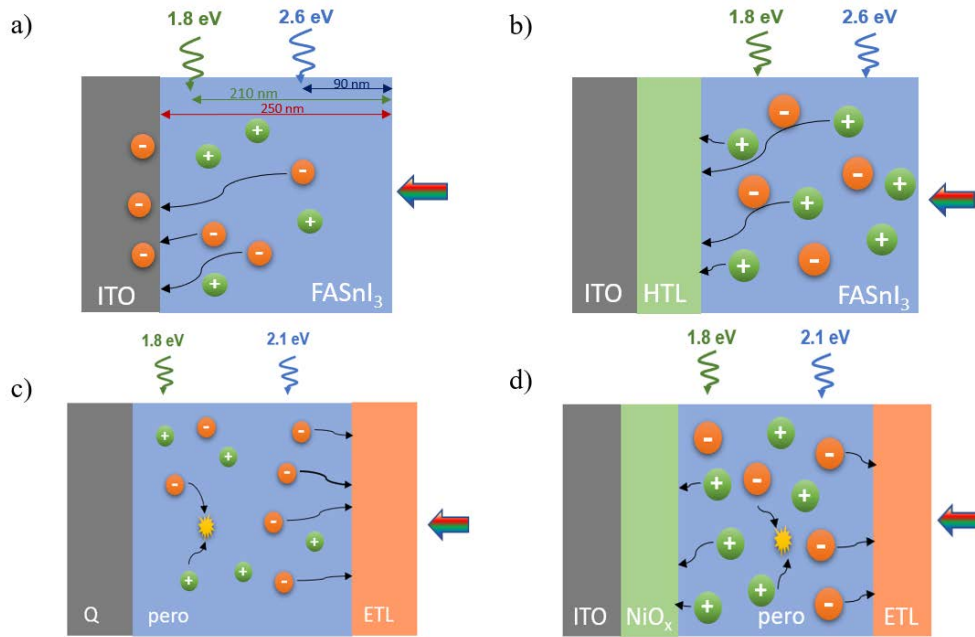 a)
1.8 eV
2.6 eV
90 nm
210 nm
250 nm
+
+
-
-
-
+
-
-
-
+
ITO
FASnI₃
b)
1.8 eV
2.6 eV
-
+
+
-
+
-
+
+
+
-
ITO
HTL
FASnI₃
c)
1.8 eV
2.1 eV
-
-
+
+
-
-
-
+
+
+
-
Q
pero
ETL
d)
1.8 eV
2.1 eV
-
+
-
-
+
+
+
-
+
+
-
ITO
NiOₓ
pero
ETL